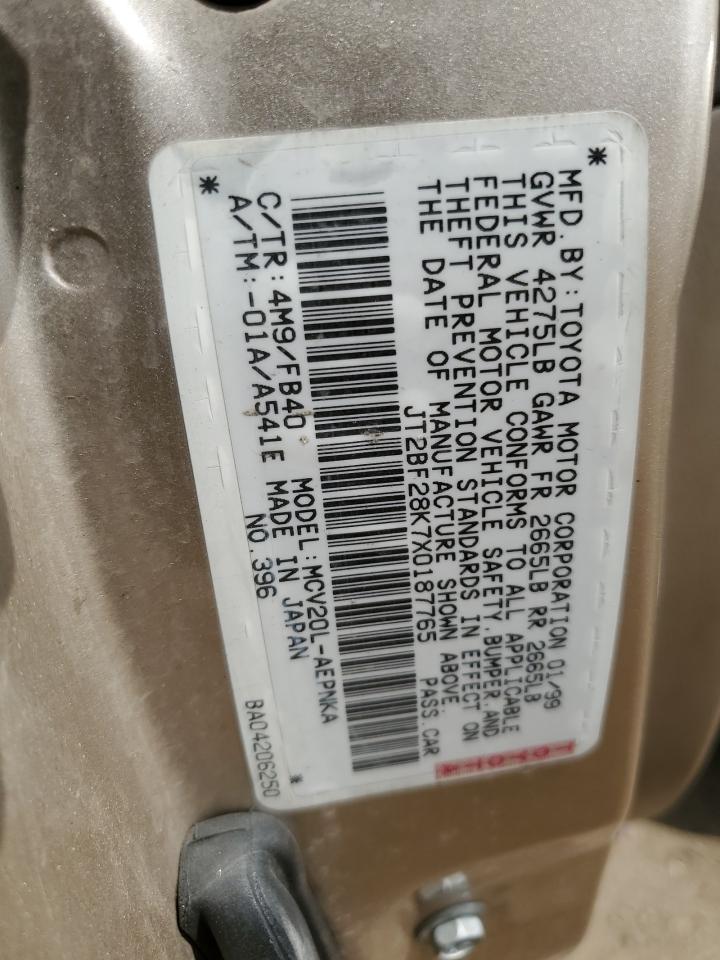 MFD. BY: TOYOTA MOTOR CORPORATION 01/99
GVWR 4275LB GAWR FR 2665LB RR 2665LB
THIS VEHICLE CONFORMS TO ALL APPLICABLE
FEDERAL MOTOR VEHICLE SAFETY, BUMPER, AND
THEFT PREVENTION STANDARDS IN EFFECT ON
THE DATE OF MANUFACTURE SHOWN ABOVE.
JT2BF28K7X0187765 PASS.CAR
C/TR: 4M9/FB40 MODEL: MCV20L-AEPNKA
A/TM: -01A/A541E MADE IN JAPAN
NO. 396
BA04206250
TOYOTA